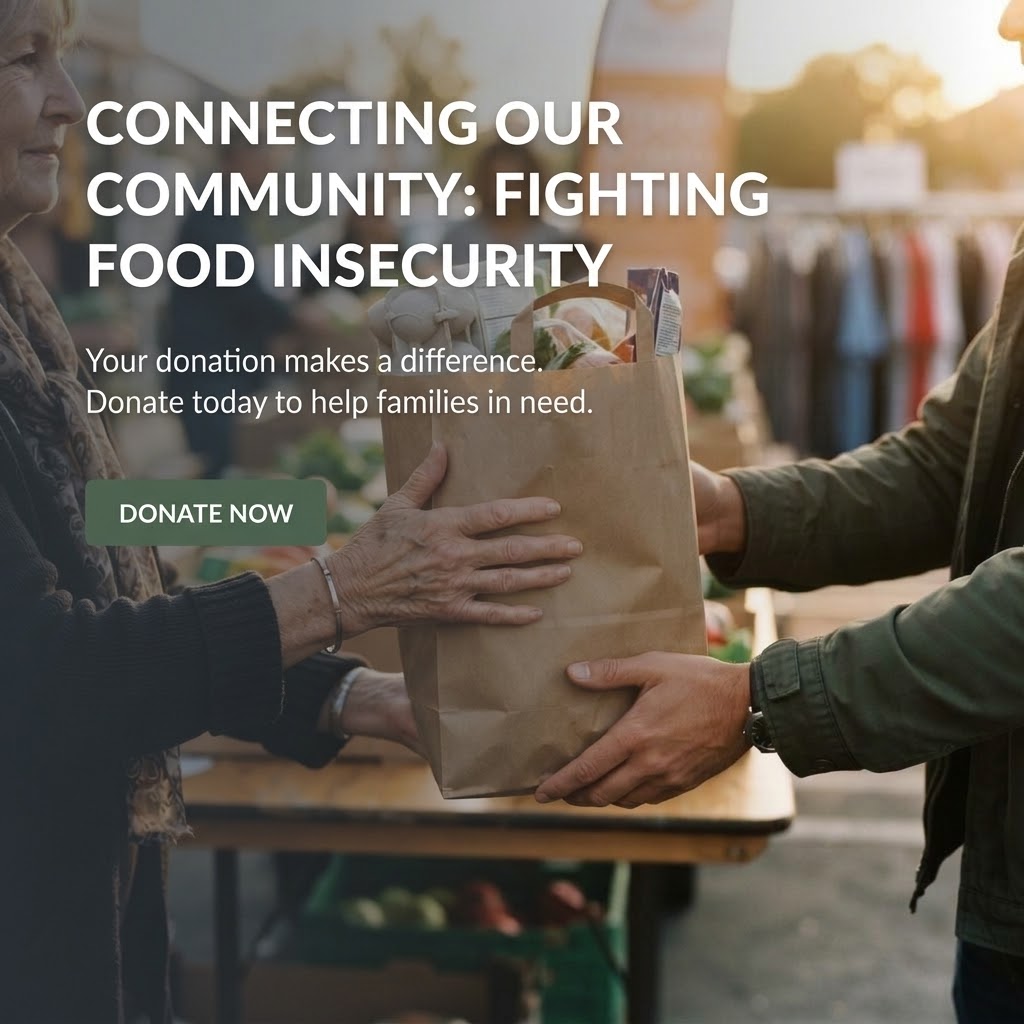 CONNECTING OUR
COMMUNITY: FIGHTING
FOOD INSECURITY
Your donation makes a difference.
Donate today to help families in need.
DONATE NOW